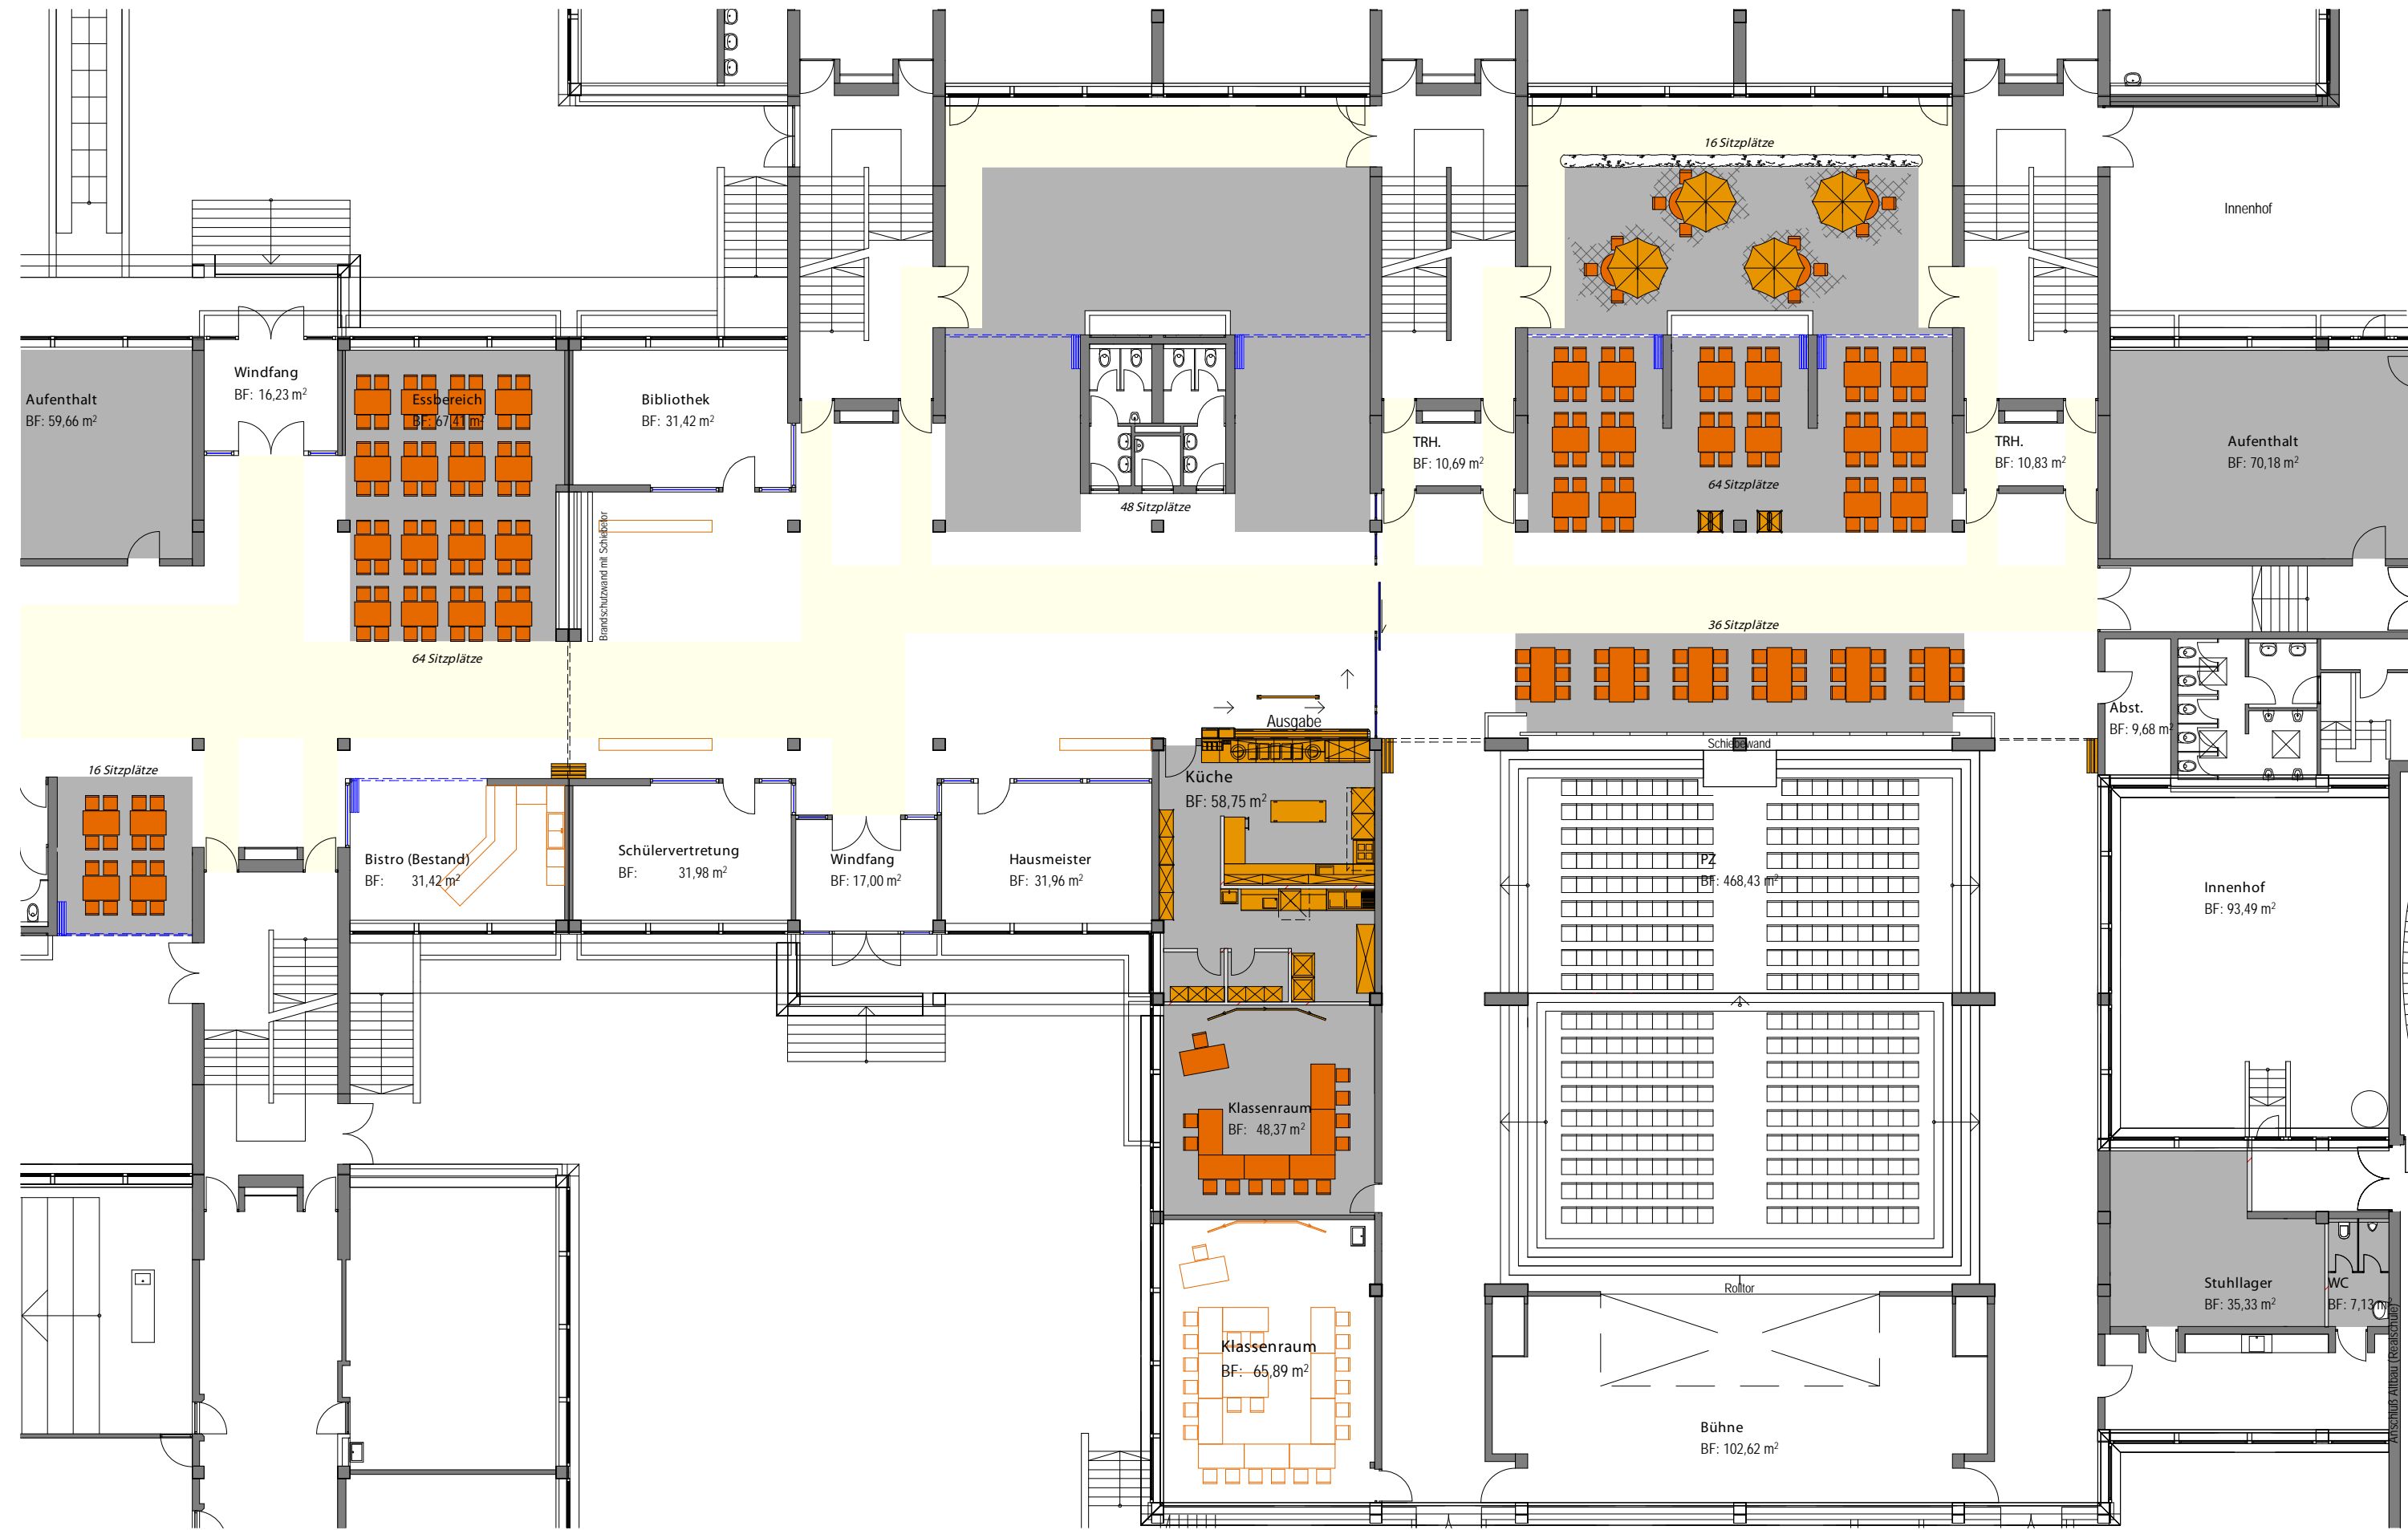 16 Sitzplätze
Innenhof
Windfang
BF: 16,23 m²
Aufenthalt
BF: 59,66 m²
Essbereich
BF: 67,41 m²
Bibliothek
BF: 31,42 m²
TRH.
BF: 10,69 m²
TRH.
BF: 10,83 m²
Aufenthalt
BF: 70,18 m²
64 Sitzplätze
48 Sitzplätze
Brandschutzwand mit Schiebetor
36 Sitzplätze
64 Sitzplätze
Abst.
BF: 9,68 m²
Ausgabe
Schiebewand
16 Sitzplätze
Küche
BF: 58,75 m²
Bistro (Bestand)
BF: 31,42 m²
Schülervertretung
BF: 31,98 m²
Windfang
BF: 17,00 m²
Hausmeister
BF: 31,96 m²
PZ
BF: 468,43 m²
Innenhof
BF: 93,49 m²
Klassenraum
BF: 48,37 m²
Rolltor
Stuhllager
BF: 35,33 m²
WC
BF: 7,13 m²
Klassenraum
BF: 65,89 m²
Bühne
BF: 102,62 m²
Anschluß Altbau (Realschule)